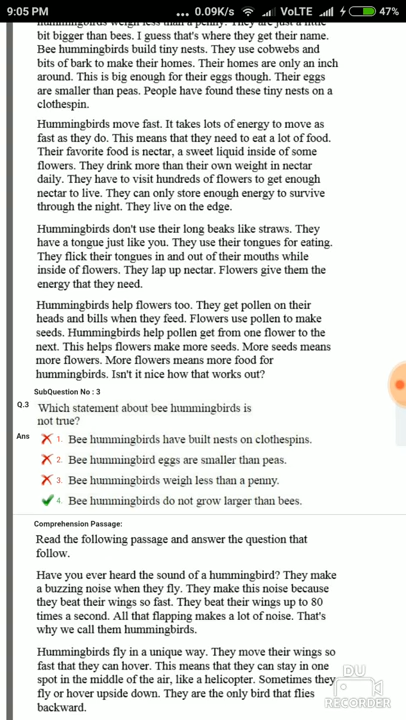 9:05 PM ... 0.09K/s VoLTE 47%
hummingbirds weigh less than a penny. They are just a little
bit bigger than bees. I guess that's where they get their name.
Bee hummingbirds build tiny nests. They use cobwebs and
bits of bark to make their homes. Their homes are only an inch
around. This is big enough for their eggs though. Their eggs
are smaller than peas. People have found these tiny nests on a
clothespin.
Hummingbirds move fast. It takes lots of energy to move as
fast as they do. This means that they need to eat a lot of food.
Their favorite food is nectar, a sweet liquid inside of some
flowers. They drink more than their own weight in nectar
daily. They have to visit hundreds of flowers to get enough
nectar to live. They can only store enough energy to survive
through the night. They live on the edge.
Hummingbirds don't use their long beaks like straws. They
have a tongue just like you. They use their tongues for eating.
They flick their tongues in and out of their mouths while
inside of flowers. They lap up nectar. Flowers give them the
energy that they need.
Hummingbirds help flowers too. They get pollen on their
heads and bills when they feed. Flowers use pollen to make
seeds. Hummingbirds help pollen get from one flower to the
next. This helps flowers make more seeds. More seeds means
more flowers. More flowers means more food for
hummingbirds. Isn't it nice how that works out?
SubQuestion No : 3
Q.3 Which statement about bee hummingbirds is
not true?
Ans 1. Bee hummingbirds have built nests on clothespins.
2. Bee hummingbird eggs are smaller than peas.
3. Bee hummingbirds weigh less than a penny.
4. Bee hummingbirds do not grow larger than bees.
Comprehension Passage:
Read the following passage and answer the question that
follow.
Have you ever heard the sound of a hummingbird? They make
a buzzing noise when they fly. They make this noise because
they beat their wings so fast. They beat their wings up to 80
times a second. All that flapping makes a lot of noise. That's
why we call them hummingbirds.
Hummingbirds fly in a unique way. They move their wings so
fast that they can hover. This means that they can stay in one
spot in the middle of the air, like a helicopter. Sometimes they
fly or hover upside down. They are the only bird that flies
backward.
DU
RECORDER